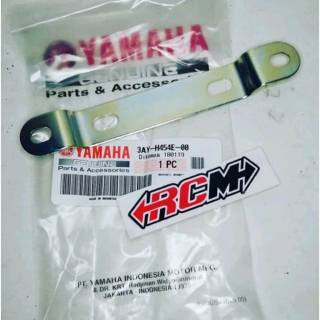 YAMAHA
GENUINE
Parts & Accessories
YAMAHA
GENUINE
Parts & Accessories
3AY-H454E-00
1 PC
RCM
PT. YAMAHA INDONESIA MOTOR MFG.
JAKARTA - INDONESIA